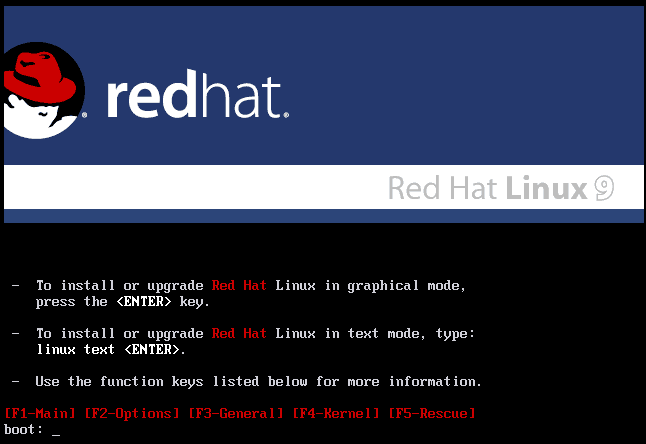 redhat.
Red Hat Linux 9
- To install or upgrade Red Hat Linux in graphical mode,
press the <ENTER> key.
- To install or upgrade Red Hat Linux in text mode, type:
linux text <ENTER>.
- Use the function keys listed below for more information.
[F1-Main] [F2-Options] [F3-General] [F4-Kernel] [F5-Rescue]
boot: _